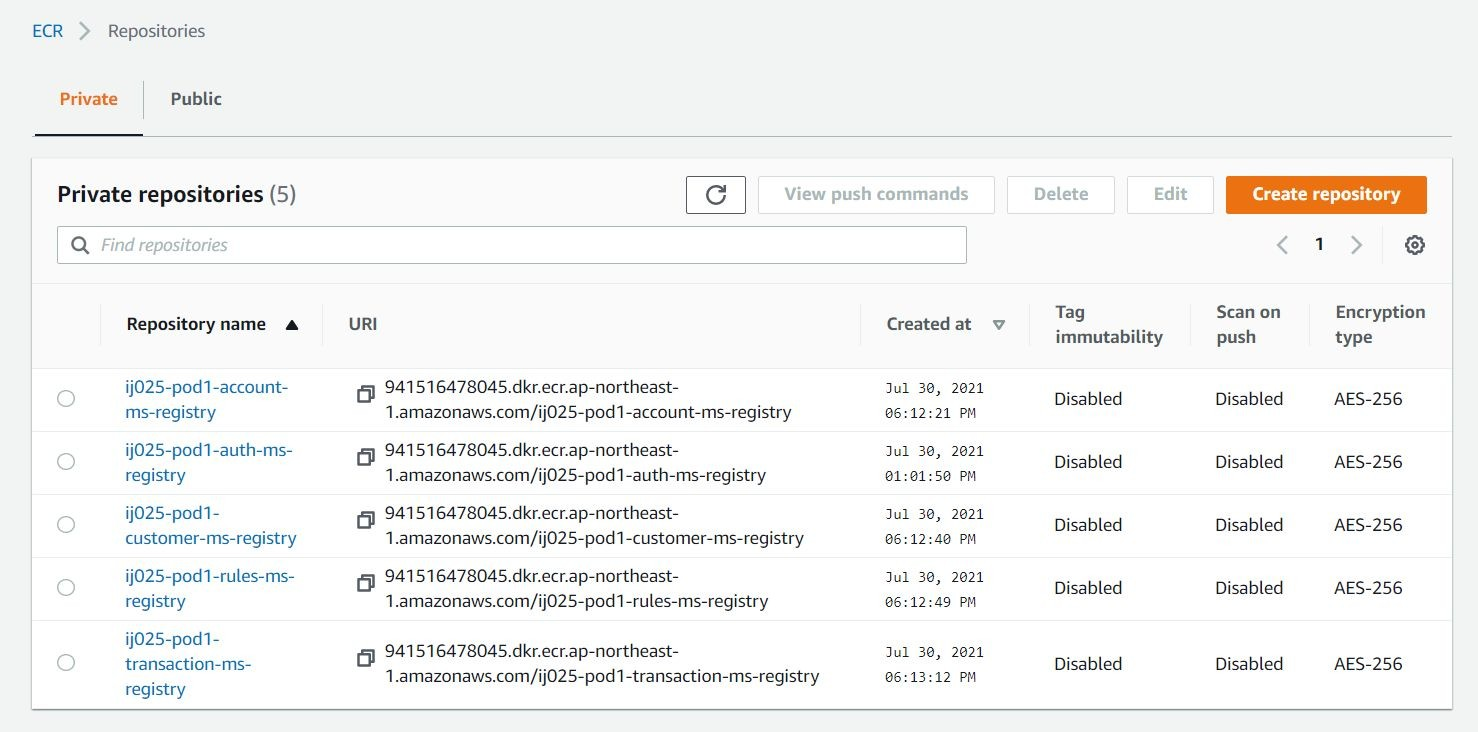 ECR > Repositories
Private
Public
Private repositories (5)
View push commands
Delete
Edit
Create repository
Find repositories
1
Repository name
URI
Created at
Tag
immutability
Scan on
push
Encryption
type
ij025-pod1-account-
ms-registry
941516478045.dkr.ecr.ap-northeast-
1.amazonaws.com/ij025-pod1-account-ms-registry
Jul 30, 2021
06:12:21 PM
Disabled
Disabled
AES-256
ij025-pod1-auth-ms-
registry
941516478045.dkr.ecr.ap-northeast-
1.amazonaws.com/ij025-pod1-auth-ms-registry
Jul 30, 2021
01:01:50 PM
Disabled
Disabled
AES-256
ij025-pod1-
customer-ms-registry
941516478045.dkr.ecr.ap-northeast-
1.amazonaws.com/ij025-pod1-customer-ms-registry
Jul 30, 2021
06:12:40 PM
Disabled
Disabled
AES-256
ij025-pod1-rules-ms-
registry
941516478045.dkr.ecr.ap-northeast-
1.amazonaws.com/ij025-pod1-rules-ms-registry
Jul 30, 2021
06:12:49 PM
Disabled
Disabled
AES-256
ij025-pod1-
transaction-ms-
registry
941516478045.dkr.ecr.ap-northeast-
1.amazonaws.com/ij025-pod1-transaction-ms-registry
Jul 30, 2021
06:13:12 PM
Disabled
Disabled
AES-256